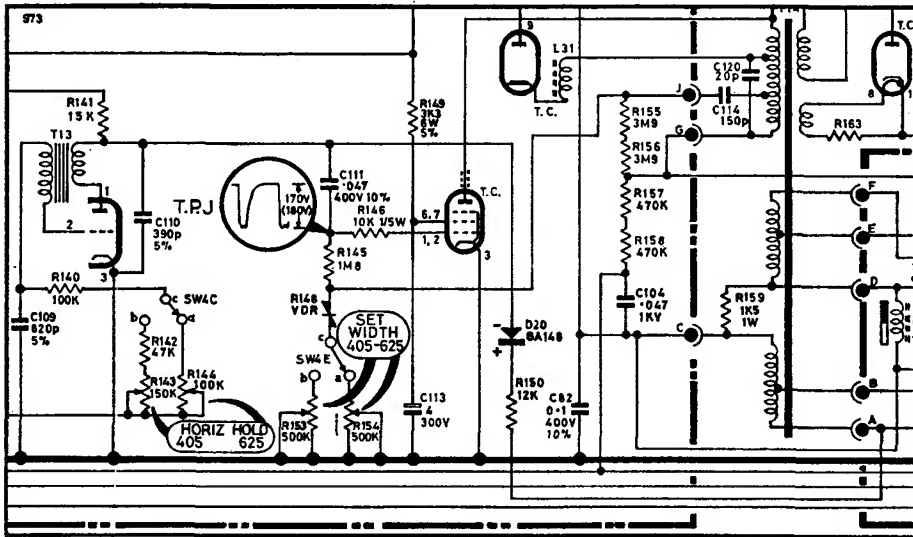 973
R141
15K
T13
1
2
3
C110
390p
5%
R140
100K
C109
820p
5%
SW4C
c
b
a
R142
47K
R143
150K
R144
100K
HORIZ HOLD
405 625
T.P.J
170V
(180V)
C111
.047
400V 10%
R146
10K 1/5W
R145
1M8
R148
VDR
SET
WIDTH
405-625
c
SW4E
b
a
R153
500K
R154
500K
R149
3K3
6W
5%
6,7
1,2
T.C.
3
C113
4
300V
9
T.C.
L31
D20
BA148
-
+
R150
12K
C82
0·1
400V
10%
R155
3M9
R156
3M9
R157
470K
R158
470K
C104
.047
1KV
J
G
C
C120
20p
C114
150p
R159
1K5
1W
T.C
8
1
R163
F
E
D
B
A